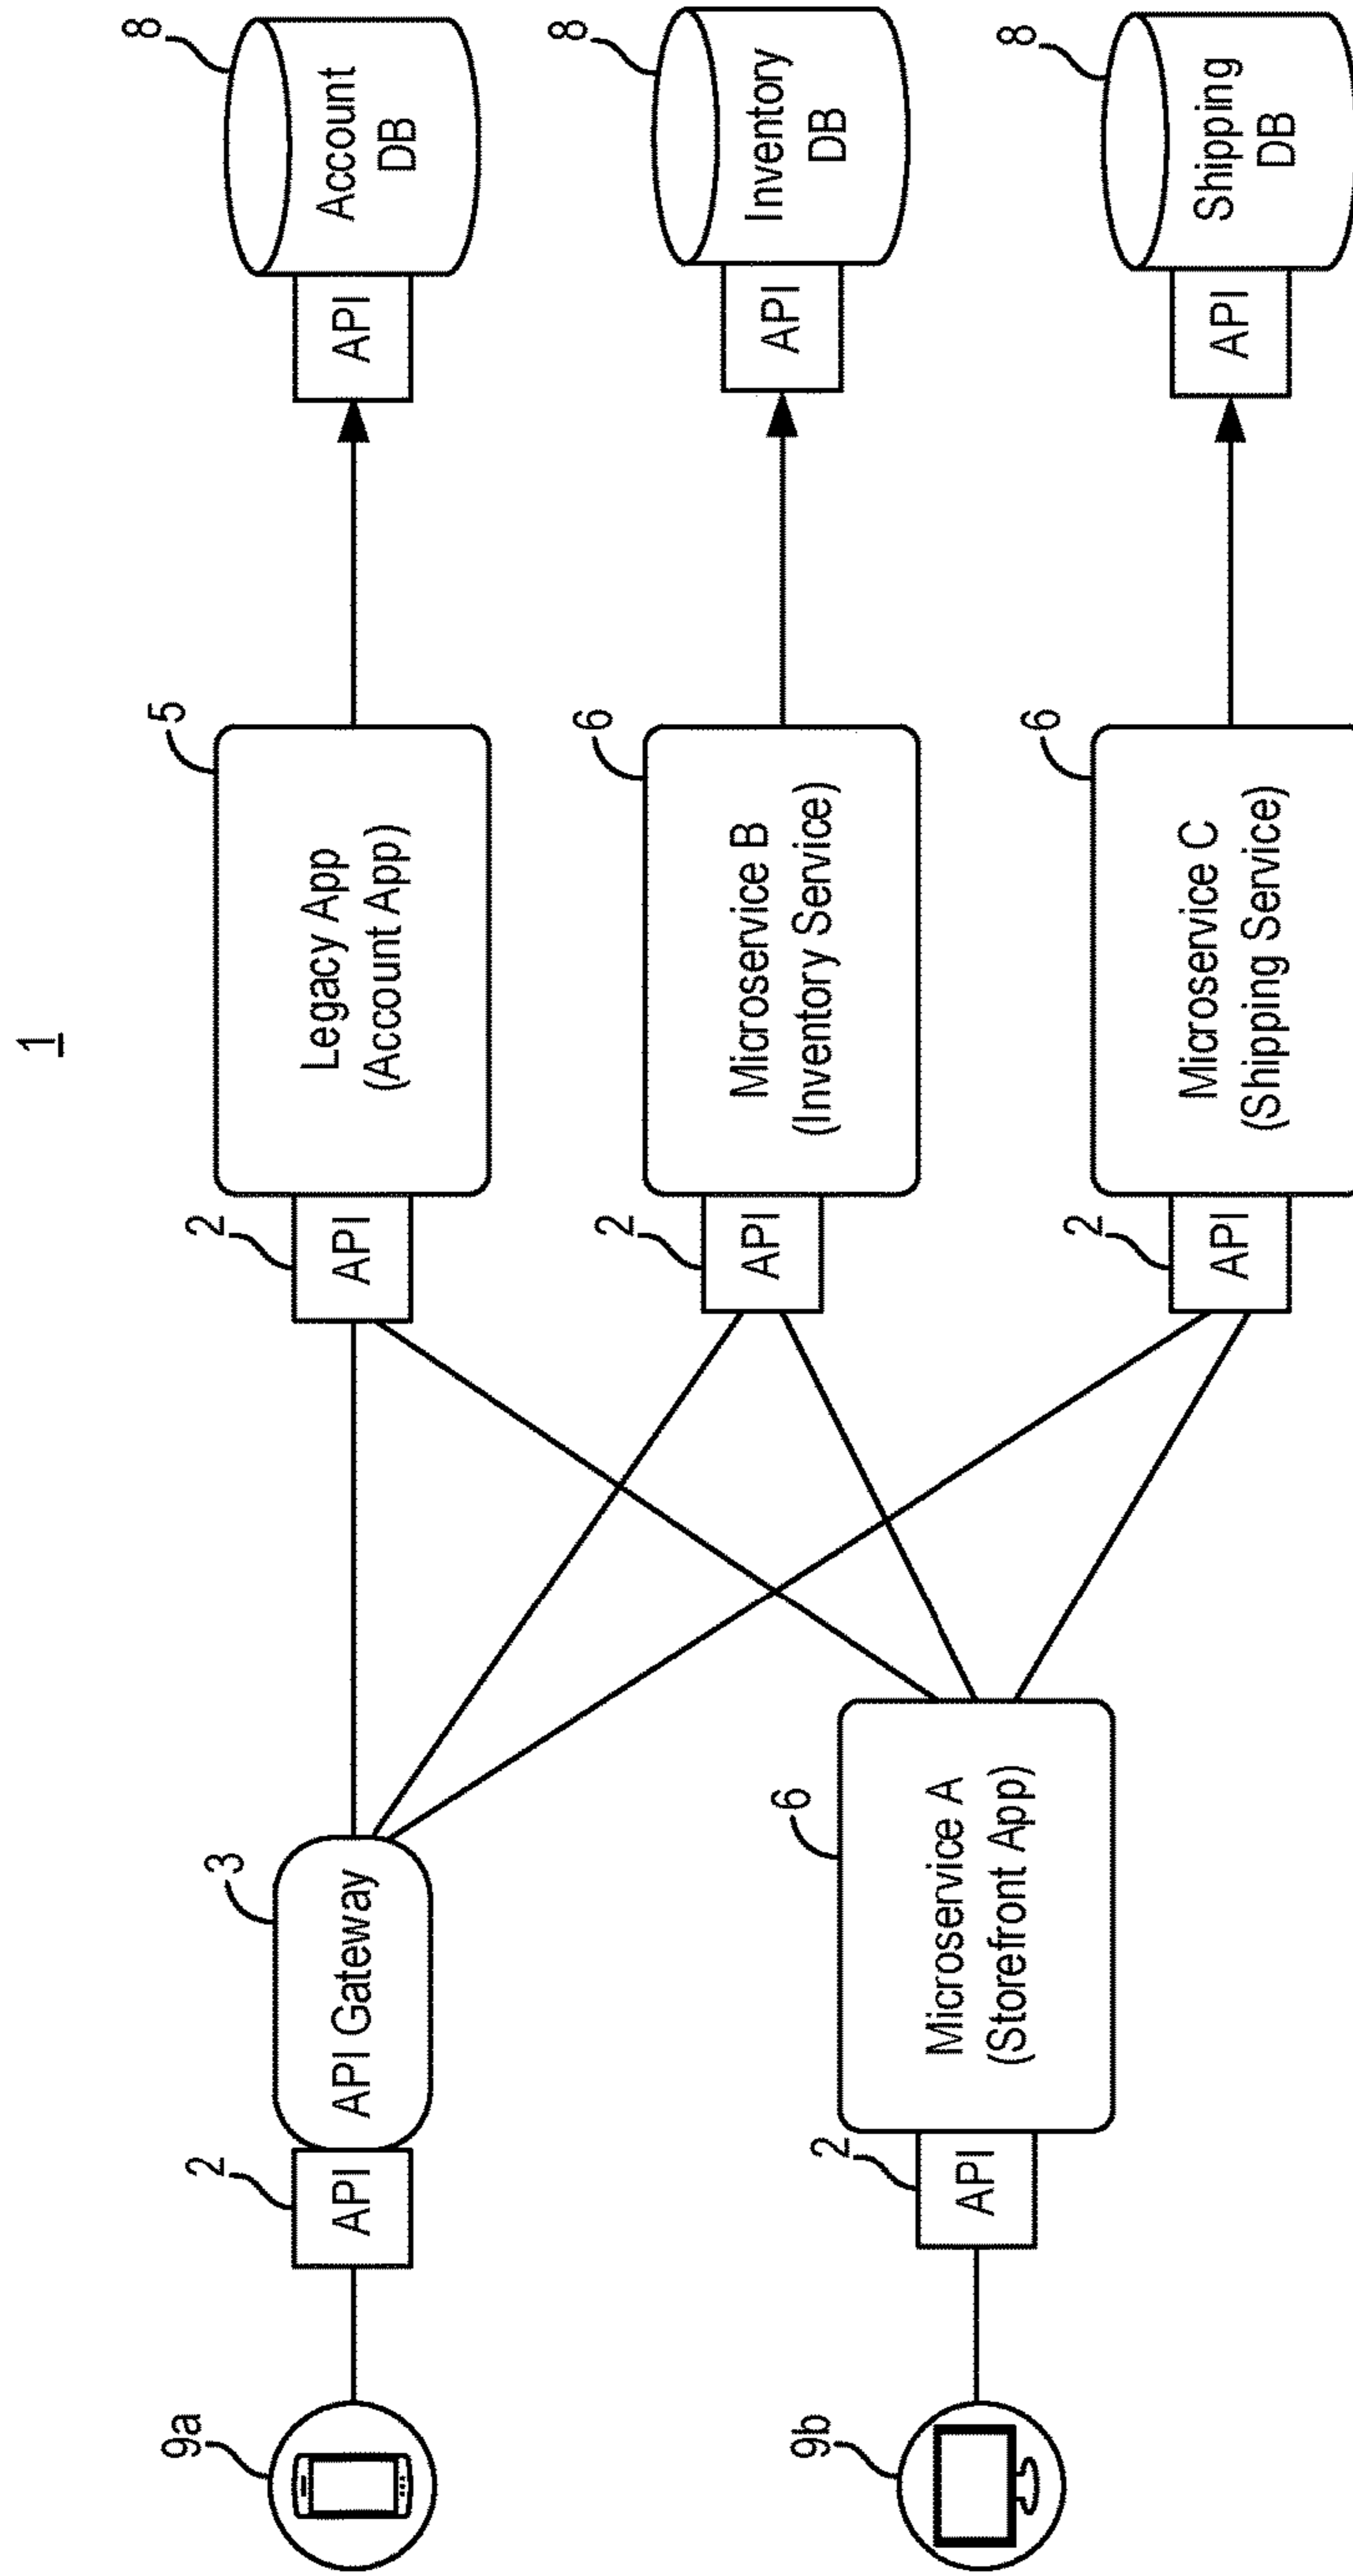 1
9a
2
API
API Gateway
3
2
API
Legacy App
(Account App)
5
API
Account
DB
8
2
API
Microservice B
(Inventory Service)
6
API
Inventory
DB
8
9b
2
API
Microservice A
(Storefront App)
6
2
API
Microservice C
(Shipping Service)
6
API
Shipping
DB
8